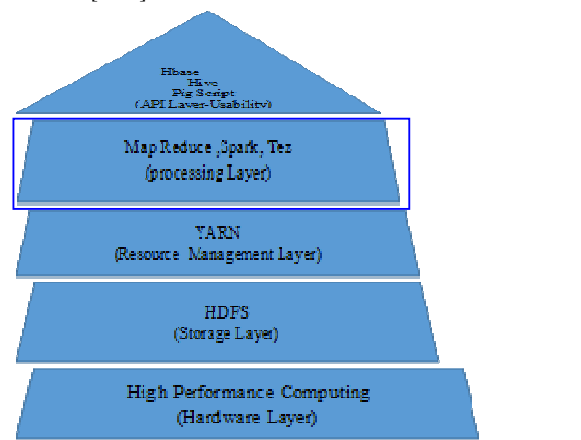 Hbase
Hive
Pig Script
(API Layer-Usability)
Map Reduce ,Spark, Tez
(processing Layer)
YARN
(Resource Management Layer)
HDFS
(Storage Layer)
High Performance Computing
(Hardware Layer)